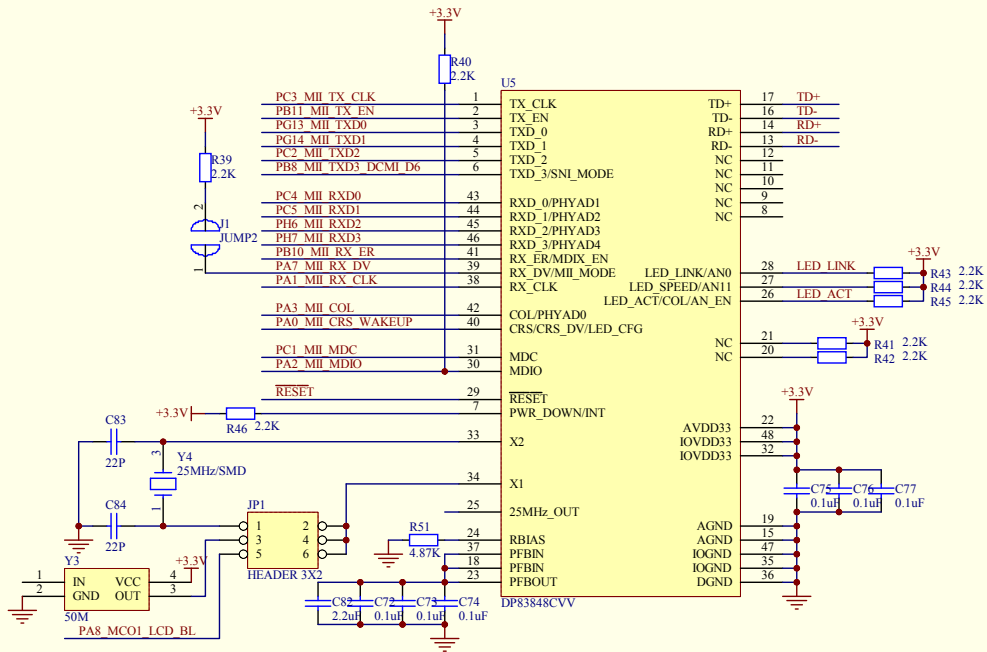 +3.3V
R40
2.2K
U5
+3.3V
R39
2.2K
2
J1
JUMP2
1
PC3_MII_TX_CLK 1 TX_CLK
PB11_MII_TX_EN 2 TX_EN
PG13_MII_TXD0 3 TXD_0
PG14_MII_TXD1 4 TXD_1
PC2_MII_TXD2 5 TXD_2
PB8_MII_TXD3_DCMI_D6 6 TXD_3/SNI_MODE
PC4_MII_RXD0 43 RXD_0/PHYAD1
PC5_MII_RXD1 44 RXD_1/PHYAD2
PH6_MII_RXD2 45 RXD_2/PHYAD3
PH7_MII_RXD3 46 RXD_3/PHYAD4
PB10_MII_RX_ER 41 RX_ER/MDIX_EN
PA7_MII_RX_DV 39 RX_DV/MII_MODE
PA1_MII_RX_CLK 38 RX_CLK
PA3_MII_COL 42 COL/PHYAD0
PA0_MII_CRS_WAKEUP 40 CRS/CRS_DV/LED_CFG
PC1_MII_MDC 31 MDC
PA2_MII_MDIO 30 MDIO
RESET 29 RESET
+3.3V R46 2.2K 7 PWR_DOWN/INT
33 X2
34 X1
25 25MHz_OUT
24 RBIAS
37 PFBIN
18 PFBIN
23 PFBOUT
TD+ 17 TD+
TD- 16 TD-
RD+ 14 RD+
RD- 13 RD-
NC 12
NC 11
NC 10
NC 9
NC 8
+3.3V
LED_LINK/AN0 28 LED_LINK R43 2.2K
LED_SPEED/AN11 27 R44 2.2K
LED_ACT/COL/AN_EN 26 LED_ACT R45 2.2K
+3.3V
NC 21 R41 2.2K
NC 20 R42 2.2K
+3.3V
AVDD33 22
IOVDD33 48
IOVDD33 32
C75 C76 C77
0.1uF 0.1uF 0.1uF
AGND 19
AGND 15
IOGND 47
IOGND 35
DGND 36
DP83848CVV
C83
22P
3
Y4
25MHz/SMD
1
C84
22P
JP1
1 2
3 4
5 6
HEADER 3X2
R51
4.87K
Y3
+3.3V
1 IN VCC 4
2 GND OUT 3
50M
PA8_MCO1_LCD_BL
C82 C72 C73 C74
2.2uF 0.1uF 0.1uF 0.1uF